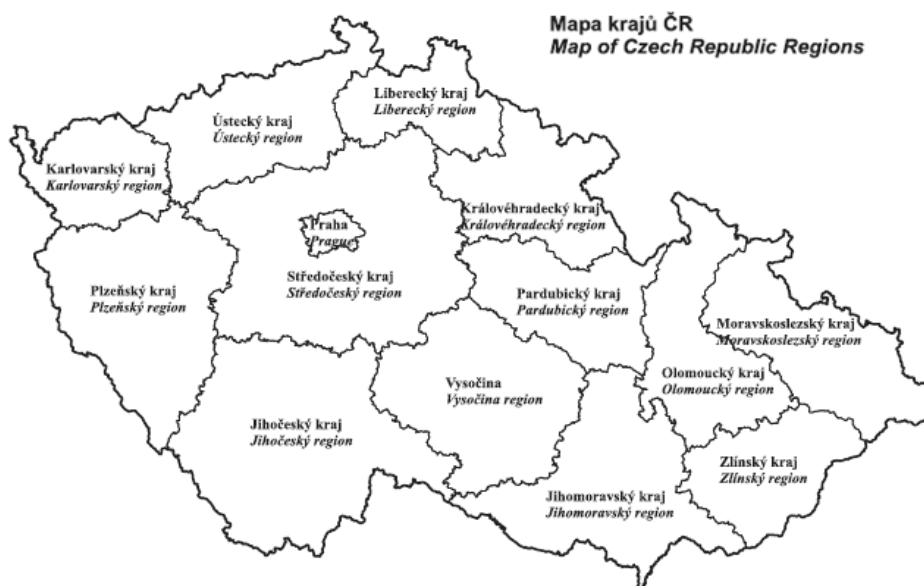 Mapa krajů ČR
Map of Czech Republic Regions
Liberecký kraj
Liberecký region
Ústecký kraj
Ústecký region
Karlovarský kraj
Karlovarský region
Královéhradecký kraj
Královéhradecký region
Praha
Prague
Středočeský kraj
Středočeský region
Plzeňský kraj
Plzeňský region
Pardubický kraj
Pardubický region
Moravskoslezský kraj
Moravskoslezský region
Olomoucký kraj
Olomoucký region
Vysočina
Vysočina region
Jihočeský kraj
Jihočeský region
Zlínský kraj
Zlínský region
Jihomoravský kraj
Jihomoravský region